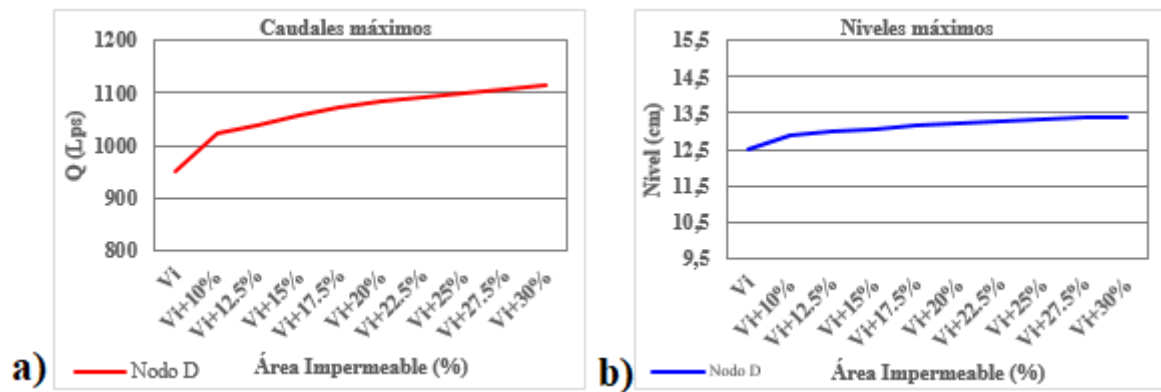 Caudales máximos
1200
1100
1000
900
800
Q (Lps)
Vi
Vi+10%
Vi+12.5%
Vi+15%
Vi+17.5%
Vi+20%
Vi+22.5%
Vi+25%
Vi+27.5%
Vi+30%
a)
Nodo D
Área Impermeable (%)
Niveles máximos
15,5
14,5
13,5
12,5
11,5
10,5
9,5
Nivel (cm)
Vi
Vi+10%
Vi+12.5%
Vi+15%
Vi+17.5%
Vi+20%
Vi+22.5%
Vi+25%
Vi+27.5%
Vi+30%
b)
Nodo D
Área Impermeable (%)